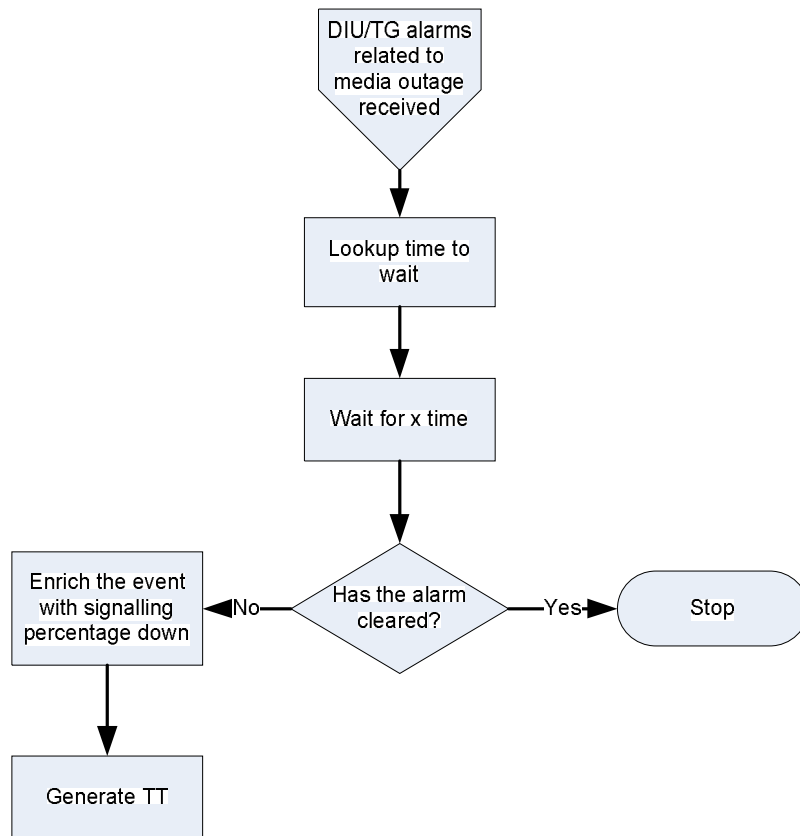 DIU/TG alarms
related to
media outage
received
Lookup time to
wait
Wait for x time
Has the alarm
cleared?
No
Yes
Enrich the event
with signalling
percentage down
Stop
Generate TT